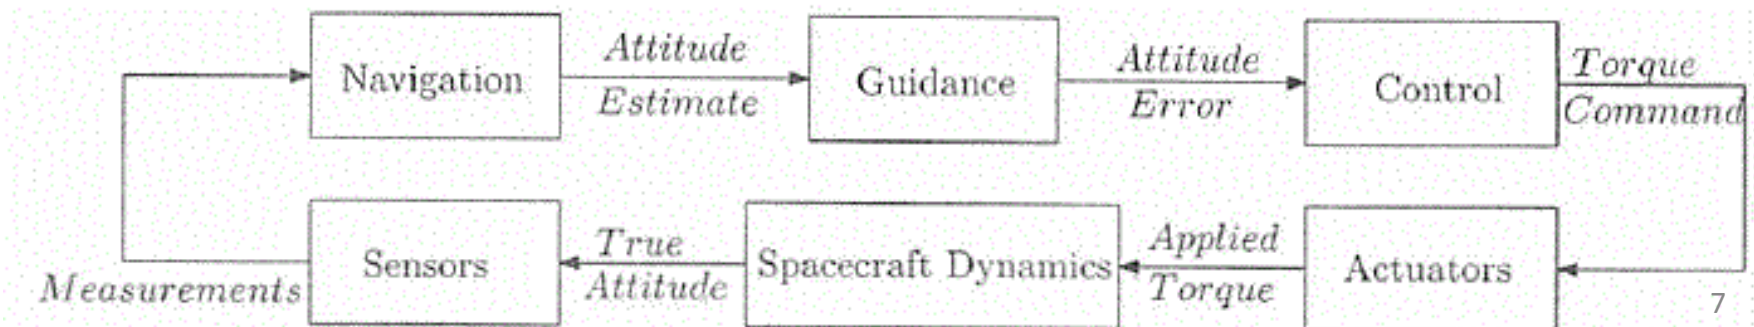 Navigation
Attitude
Estimate
Guidance
Attitude
Error
Control
Torque
Command
Measurements
Sensors
True
Attitude
Spacecraft Dynamics
Applied
Torque
Actuators
7